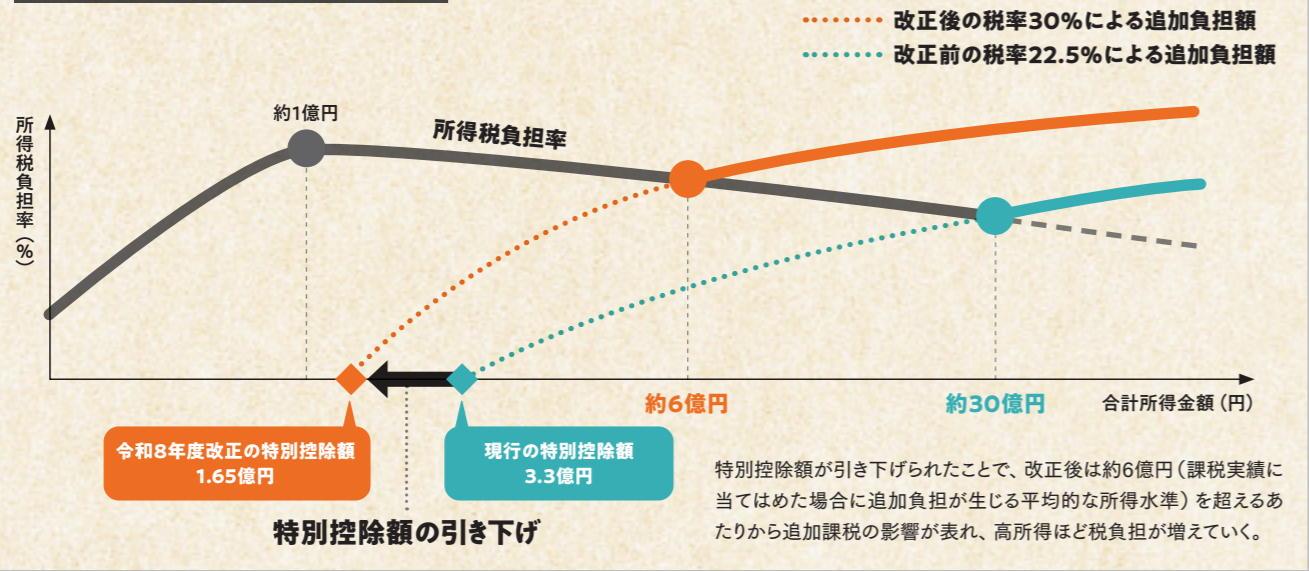 改正後の税率30%による追加負担額
改正前の税率22.5%による追加負担額
所得税負担率(%)
約1億円
所得税負担率
約6億円
約30億円
合計所得金額(円)
令和8年度改正の特別控除額
1.65億円
現行の特別控除額
3.3億円
特別控除額の引き下げ
特別控除額が引き下げられたことで、改正後は約6億円(課税実績に
当てはめた場合に追加負担が生じる平均的な所得水準)を超えるあ
たりから追加課税の影響が表れ、高所得ほど税負担が増えていく。